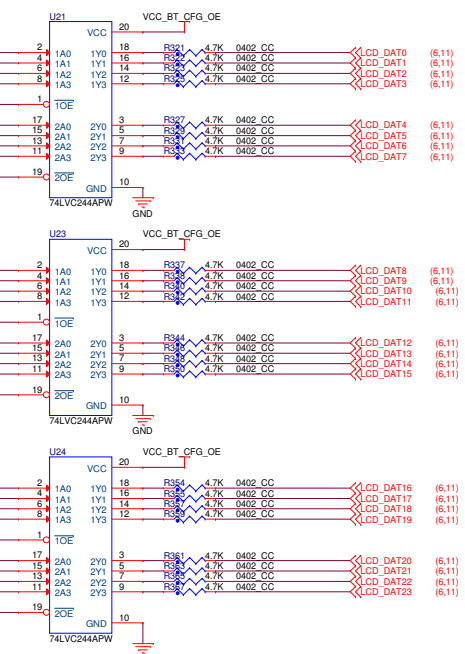 U21 VCC_BT_CFG_OE
VCC 20
2 1A0 1Y0 18 R321 4.7K 0402_CC LCD_DAT0 (6,11)
4 1A1 1Y1 16 4.7K 0402_CC LCD_DAT1 (6,11)
6 1A2 1Y2 14 4.7K 0402_CC LCD_DAT2 (6,11)
8 1A3 1Y3 12 4.7K 0402_CC LCD_DAT3 (6,11)
1 1OE
17 2A0 2Y0 3 R327 4.7K 0402_CC LCD_DAT4 (6,11)
15 2A1 2Y1 5 4.7K 0402_CC LCD_DAT5 (6,11)
13 2A2 2Y2 7 4.7K 0402_CC LCD_DAT6 (6,11)
11 2A3 2Y3 9 4.7K 0402_CC LCD_DAT7 (6,11)
19 2OE
GND 10
74LVC244APW
GND
U23 VCC_BT_CFG_OE
VCC 20
2 1A0 1Y0 18 R337 4.7K 0402_CC LCD_DAT8 (6,11)
4 1A1 1Y1 16 4.7K 0402_CC LCD_DAT9 (6,11)
6 1A2 1Y2 14 4.7K 0402_CC LCD_DAT10 (6,11)
8 1A3 1Y3 12 4.7K 0402_CC LCD_DAT11 (6,11)
1 1OE
17 2A0 2Y0 3 R344 4.7K 0402_CC LCD_DAT12 (6,11)
15 2A1 2Y1 5 4.7K 0402_CC LCD_DAT13 (6,11)
13 2A2 2Y2 7 4.7K 0402_CC LCD_DAT14 (6,11)
11 2A3 2Y3 9 4.7K 0402_CC LCD_DAT15 (6,11)
19 2OE
GND 10
74LVC244APW
GND
U24 VCC_BT_CFG_OE
VCC 20
2 1A0 1Y0 18 R354 4.7K 0402_CC LCD_DAT16 (6,11)
4 1A1 1Y1 16 4.7K 0402_CC LCD_DAT17 (6,11)
6 1A2 1Y2 14 4.7K 0402_CC LCD_DAT18 (6,11)
8 1A3 1Y3 12 4.7K 0402_CC LCD_DAT19 (6,11)
1 1OE
17 2A0 2Y0 3 R361 4.7K 0402_CC LCD_DAT20 (6,11)
15 2A1 2Y1 5 4.7K 0402_CC LCD_DAT21 (6,11)
13 2A2 2Y2 7 4.7K 0402_CC LCD_DAT22 (6,11)
11 2A3 2Y3 9 4.7K 0402_CC LCD_DAT23 (6,11)
19 2OE
GND 10
74LVC244APW